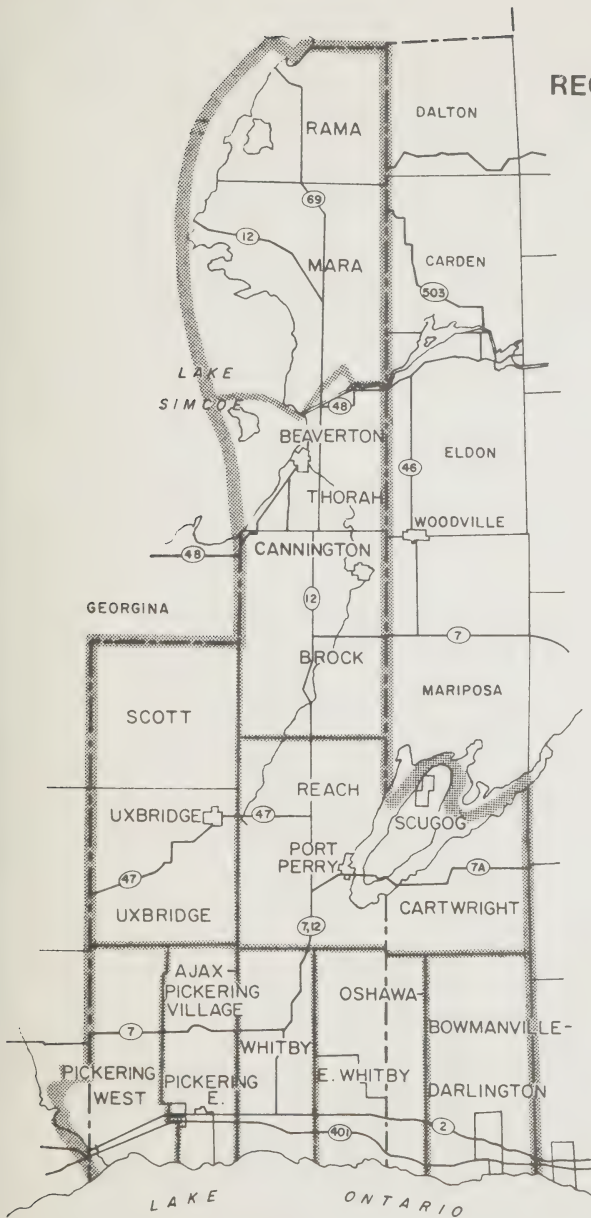 REG
RAMA
DALTON
69
12
MARA
CARDEN
503
LAKE
SIMCOE
48
BEAVERTON
46
ELDON
THORAH
WOODVILLE
48
CANNINGTON
GEORGINA
12
7
BROCK
MARIPOSA
SCOTT
REACH
UXBRIDGE
47
SCUGOG
PORT
PERRY
47
7A
UXBRIDGE
CARTWRIGHT
7,12
AJAX-
PICKERING
VILLAGE
OSHAWA-
BOWMANVILLE-
7
WHITBY
PICKERING
WEST
PICKERING
E.
E. WHITBY
DARLINGTON
2
401
LAKE ONTARIO